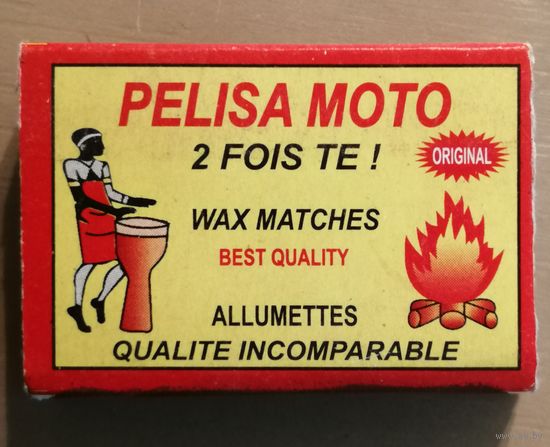 PELISA MOTO
2 FOIS TE !
ORIGINAL
WAX MATCHES
BEST QUALITY
ALLUMETTES
QUALITE INCOMPARABLE